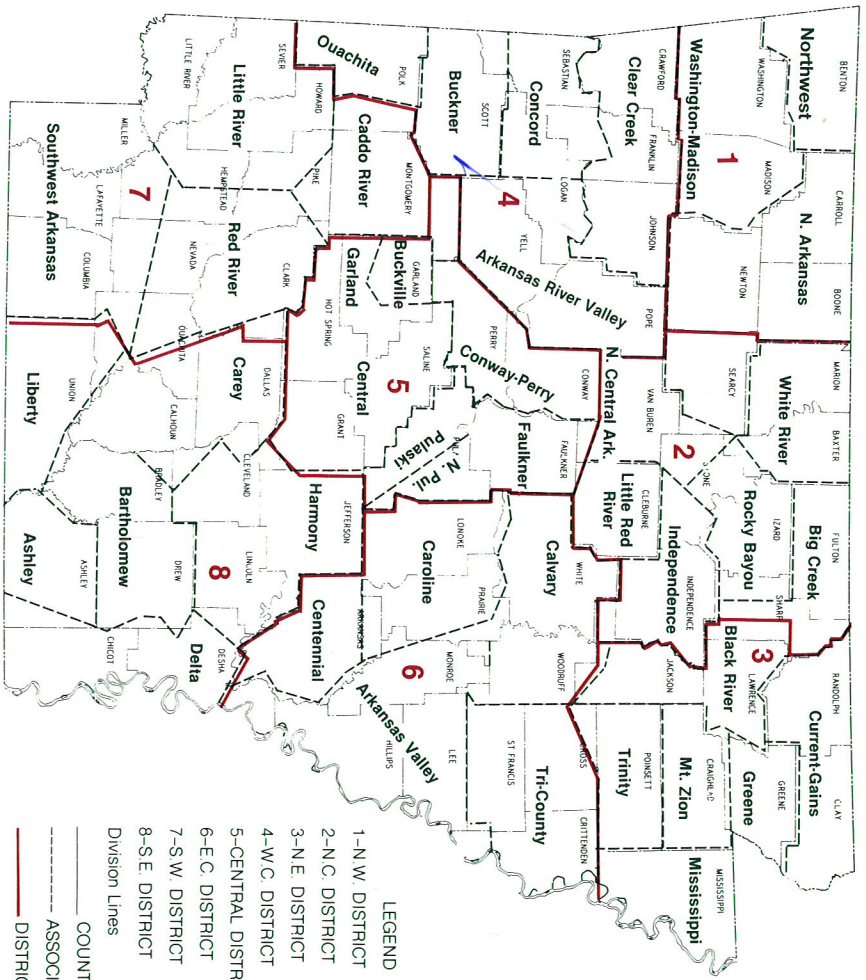 BENTON
CARROLL
BOONE
MARION
BAXTER
FULTON
RANDOLPH
CLAY
Northwest
N. Arkansas
White River
Big Creek
Current-Gains
WASHINGTON
MADISON
NEWTON
SEARCY
STONE
IZARD
SHARP
LAWRENCE
GREENE
1
2
3
Rocky Bayou
Black River
Greene
Washington-Madison
Independence
INDEPENDENCE
Mt. Zion
CRAIGHEAD
MISSISSIPPI
Mississippi
CRAWFORD
FRANKLIN
JOHNSON
POPE
VAN BUREN
CLEBURNE
JACKSON
POINSETT
Clear Creek
N. Central Ark.
Little Red
River
Trinity
SEBASTIAN
LOGAN
CONWAY
FAULKNER
WHITE
WOODRUFF
CROSS
CRITTENDEN
Concord
Arkansas River Valley
Calvary
Tri-County
4
YELL
PERRY
Conway-Perry
Faulkner
ST FRANCIS
SCOTT
Buckner
N. Pul.
Pulaski
PUL
LONOKE
PRAIRIE
MONROE
LEE
POLK
MONTGOMERY
GARLAND
SALINE
Buckville
5
Caroline
6
Arkansas Valley
PHILLIPS
Ouachita
Caddo River
Garland
Central
HOT SPRING
GRANT
JEFFERSON
ARKANSAS
Harmony
Centennial
SEVIER
HOWARD
PIKE
CLARK
DALLAS
CLEVELAND
LINCOLN
DESHA
Little River
Red River
Carey
8
Delta
LITTLE RIVER
HEMPSTEAD
NEVADA
OUACHITA
CALHOUN
BRADLEY
DREW
CHICOT
7
Bartholomew
MILLER
LAFAYETTE
COLUMBIA
UNION
ASHLEY
Southwest Arkansas
Liberty
Ashley
LEGEND
1-N.W. DISTRICT
2-N.C. DISTRICT
3-N.E. DISTRICT
4-W.C. DISTRICT
5-CENTRAL DISTR
6-E.C. DISTRICT
7-S.W. DISTRICT
8-S.E. DISTRICT
Division Lines
COUNT
ASSOCI
DISTRIC